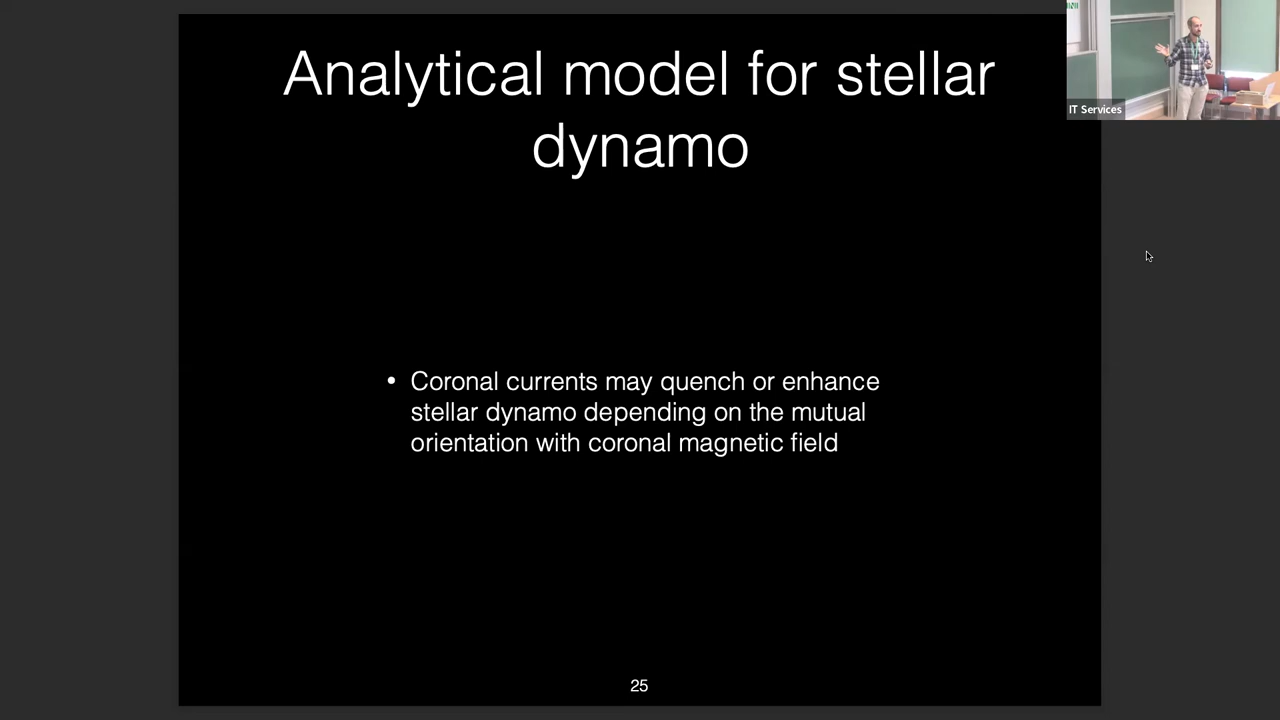 Analytical model for stellar
dynamo
IT Services
• Coronal currents may quench or enhance
stellar dynamo depending on the mutual
orientation with coronal magnetic field
25